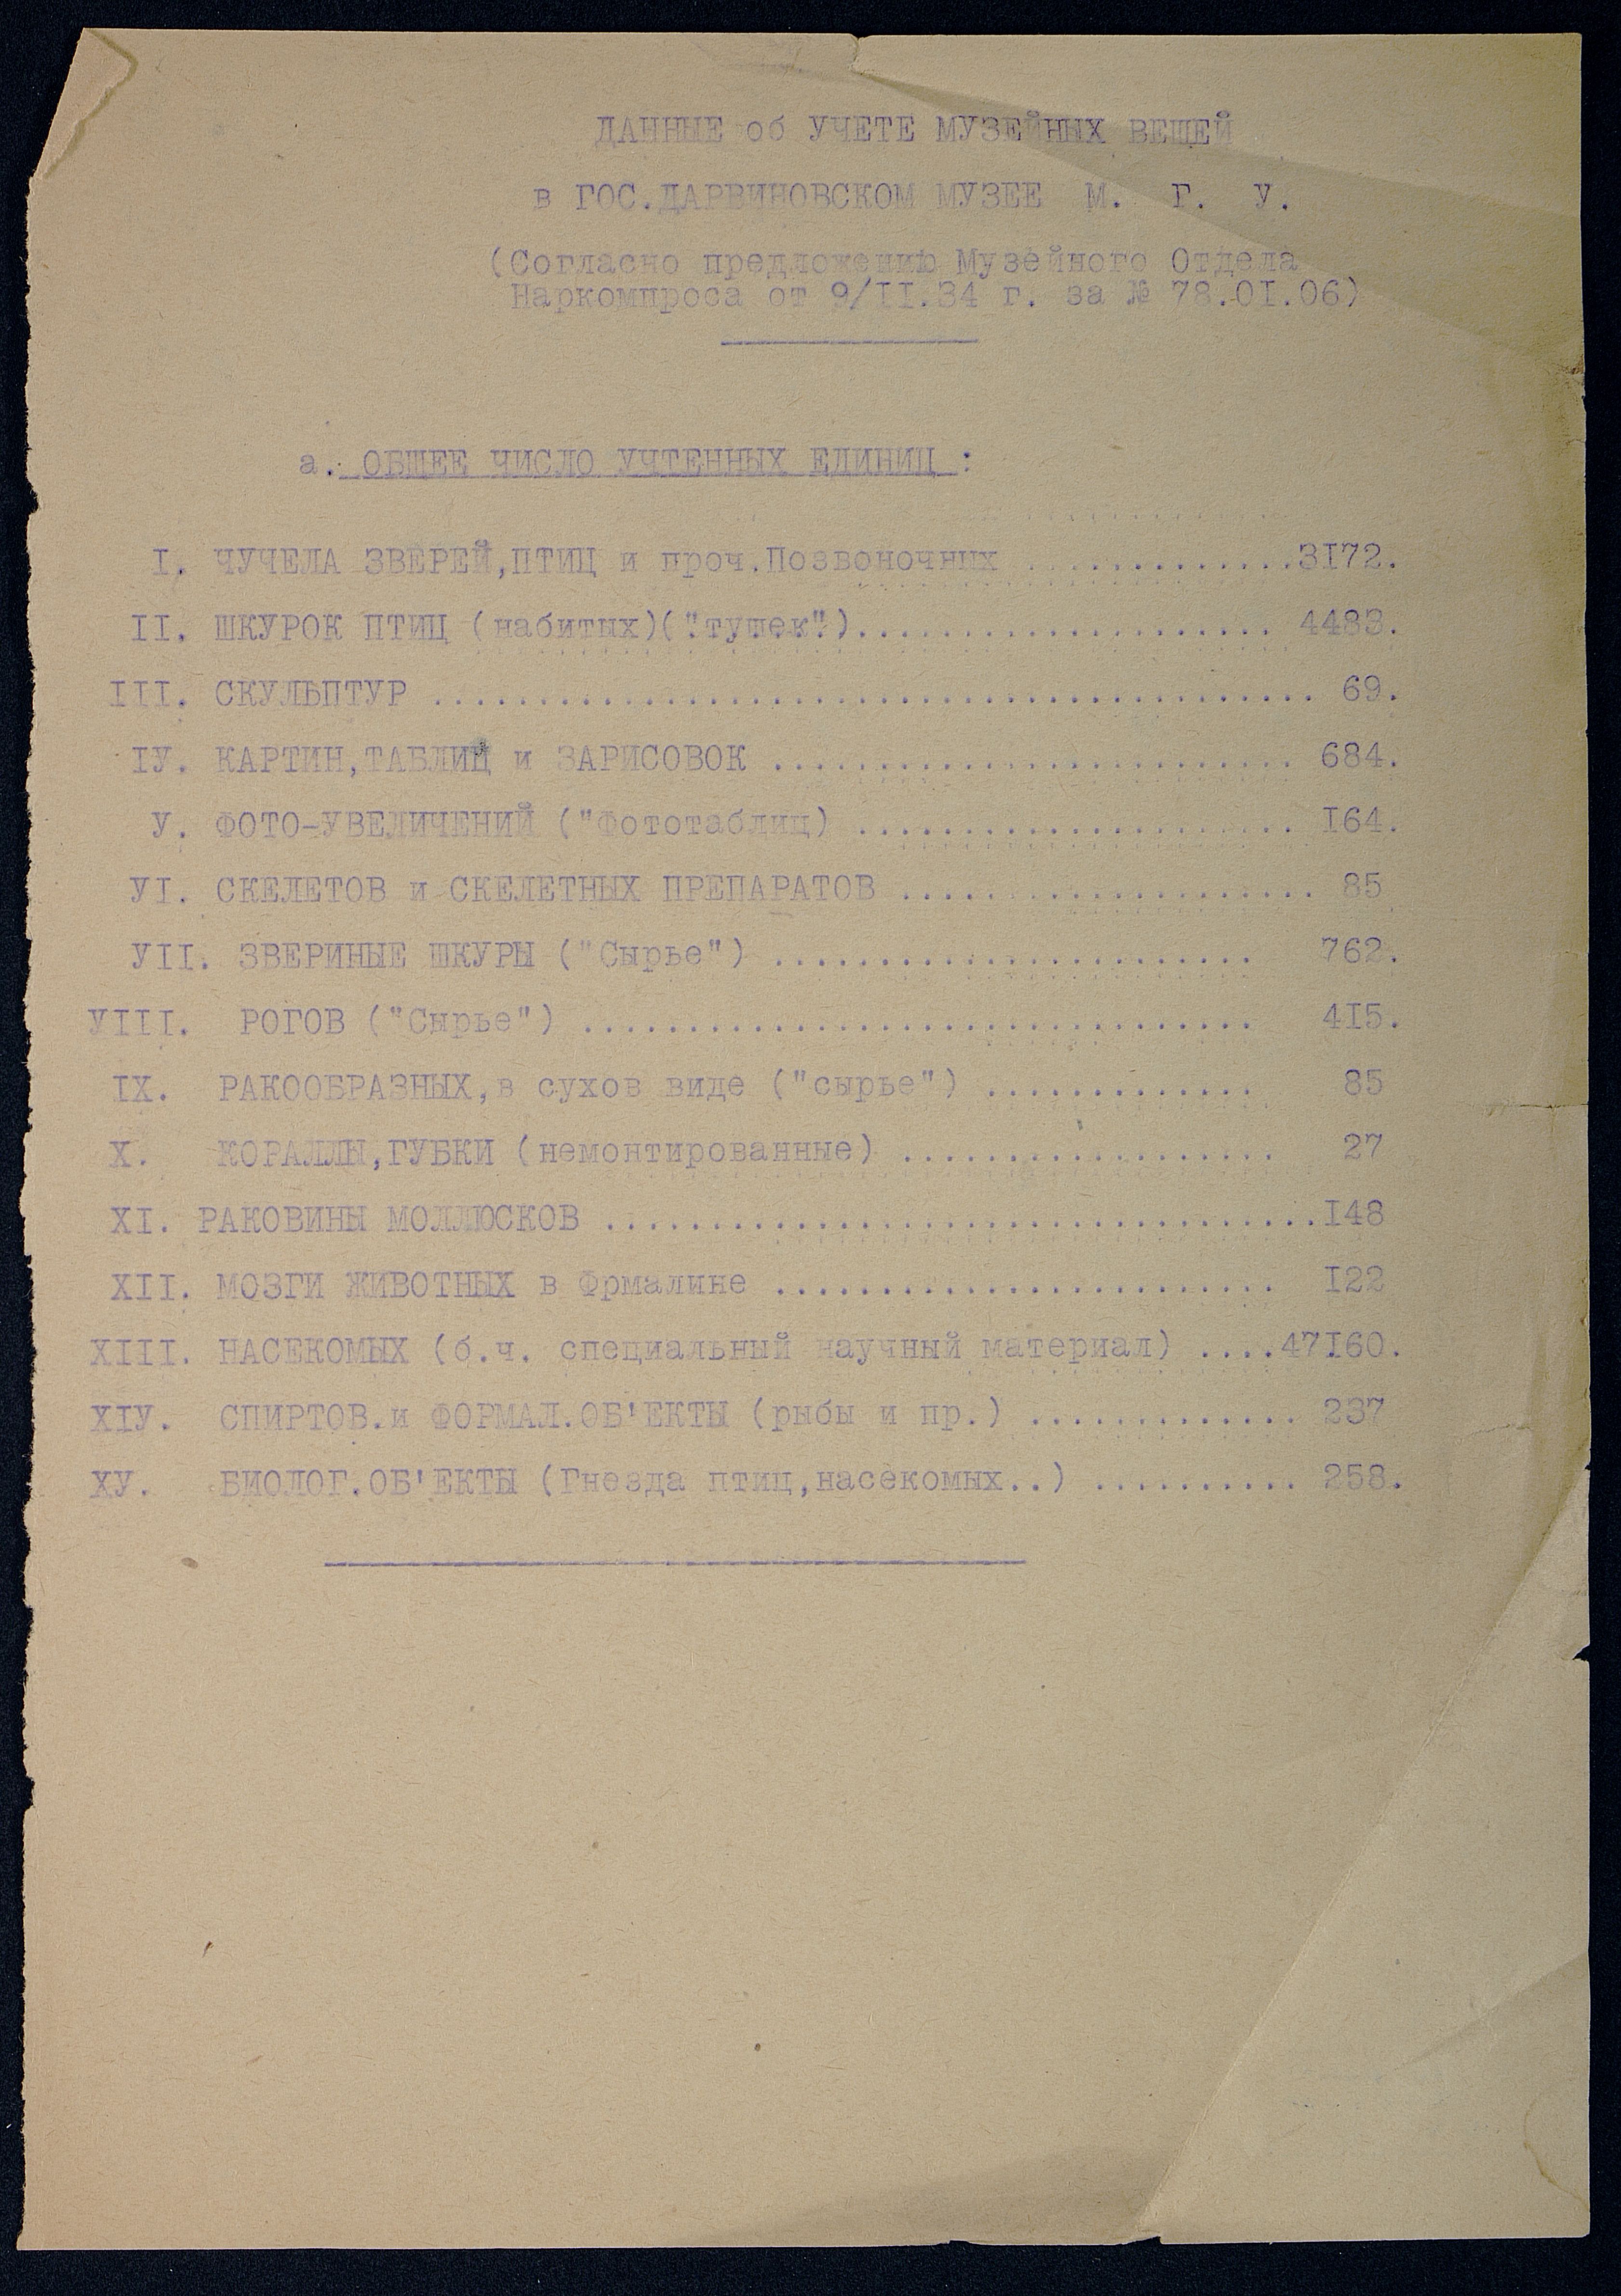 ДАННЫЕ об УЧЕТЕ МУЗЕЙНЫХ ВЕЩЕЙ
в ГОС.ДАРВИНОВСКОМ МУЗЕЕ М. Г. У.
(Согласно предложению Музейного Отдела
Наркомпроса от 9/II.34 г. за № 78.01.06)
а. ОБЩЕЕ ЧИСЛО УЧТЕННЫХ ЕДИНИЦ :
I. ЧУЧЕЛА ЗВЕРЕЙ,ПТИЦ и проч.Позвоночных .............3172.
II. ШКУРОК ПТИЦ (набитых)("тушек").................... 4483.
III. СКУЛЬПТУР .......................................... 69.
IУ. КАРТИН,ТАБЛИЦ и ЗАРИСОВОК ......................... 684.
У. ФОТО-УВЕЛИЧЕНИЙ ("Фототаблиц) ..................... 164.
УI. СКЕЛЕТОВ и СКЕЛЕТНЫХ ПРЕПАРАТОВ .................... 85
УII. ЗВЕРИНЫЕ ШКУРЫ ("Сырье") ....................... 762.
УIII. РОГОВ ("Сырье") ................................ 415.
IX. РАКООБРАЗНЫХ,в сухов виде ("сырье") ............. 85
X. КОРАЛЛЫ,ГУБКИ (немонтированные) .................. 27
XI. РАКОВИНЫ МОЛЛЮСКОВ ..................................148
XII. МОЗГИ ЖИВОТНЫХ в Фрмалине ........................ 122
XIII. НАСЕКОМЫХ (б.ч. специальный научный материал) ....47160.
XIУ. СПИРТОВ.и ФОРМАЛ.ОБ'ЕКТЫ (рыбы и пр.) ............. 237
XУ. БИОЛОГ.ОБ'ЕКТЫ (Гнезда птиц,насекомых..) .......... 258.